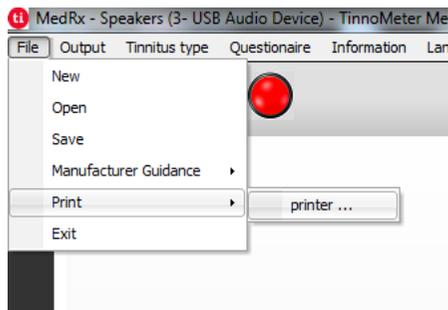 ti MedRx - Speakers (3- USB Audio Device) - TinnoMeter Me
File Output Tinnitus type Questionaire Information Lan
New
Open
Save
Manufacturer Guidance
Print printer ...
Exit